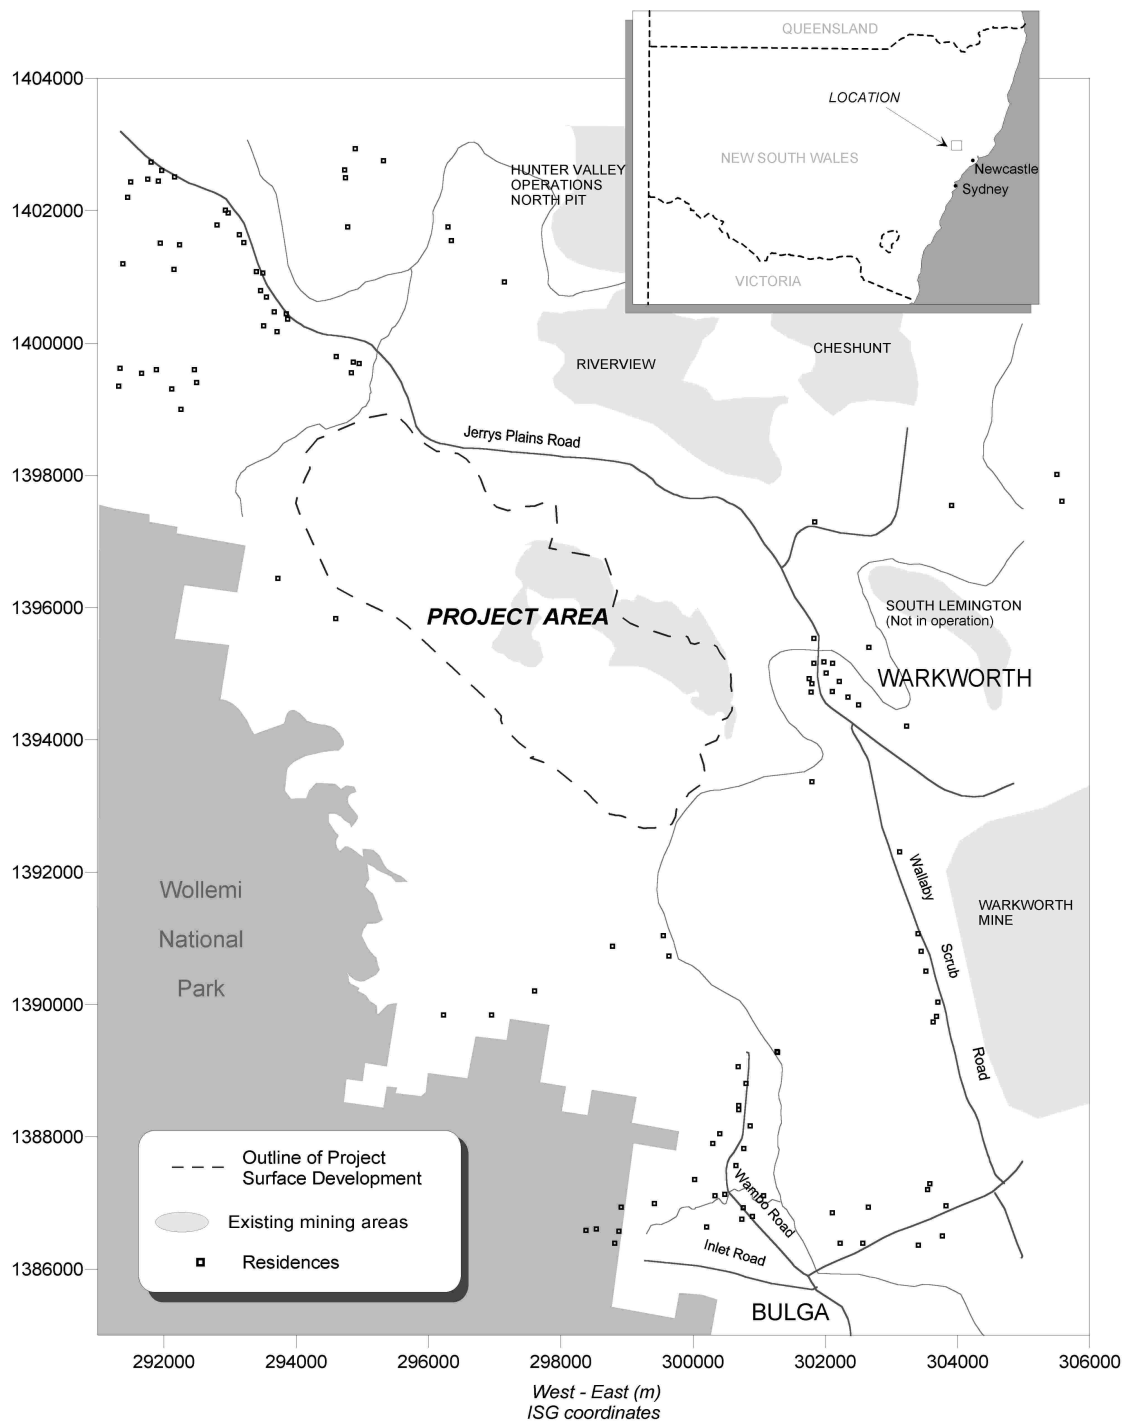 QUEENSLAND
LOCATION
NEW SOUTH WALES
Newcastle
Sydney
VICTORIA
1404000
1402000
1400000
1398000
1396000
1394000
1392000
1390000
1388000
1386000
HUNTER VALLEY
OPERATIONS
NORTH PIT
RIVERVIEW
CHESHUNT
Jerrys Plains Road
PROJECT AREA
SOUTH LEMINGTON
(Not in operation)
WARKWORTH
Wallaby
Scrub
Road
WARKWORTH
MINE
Wollemi
National
Park
Wambo Road
Inlet Road
BULGA
Outline of Project
Surface Development
Existing mining areas
Residences
292000
294000
296000
298000
300000
302000
304000
306000
West - East (m)
ISG coordinates